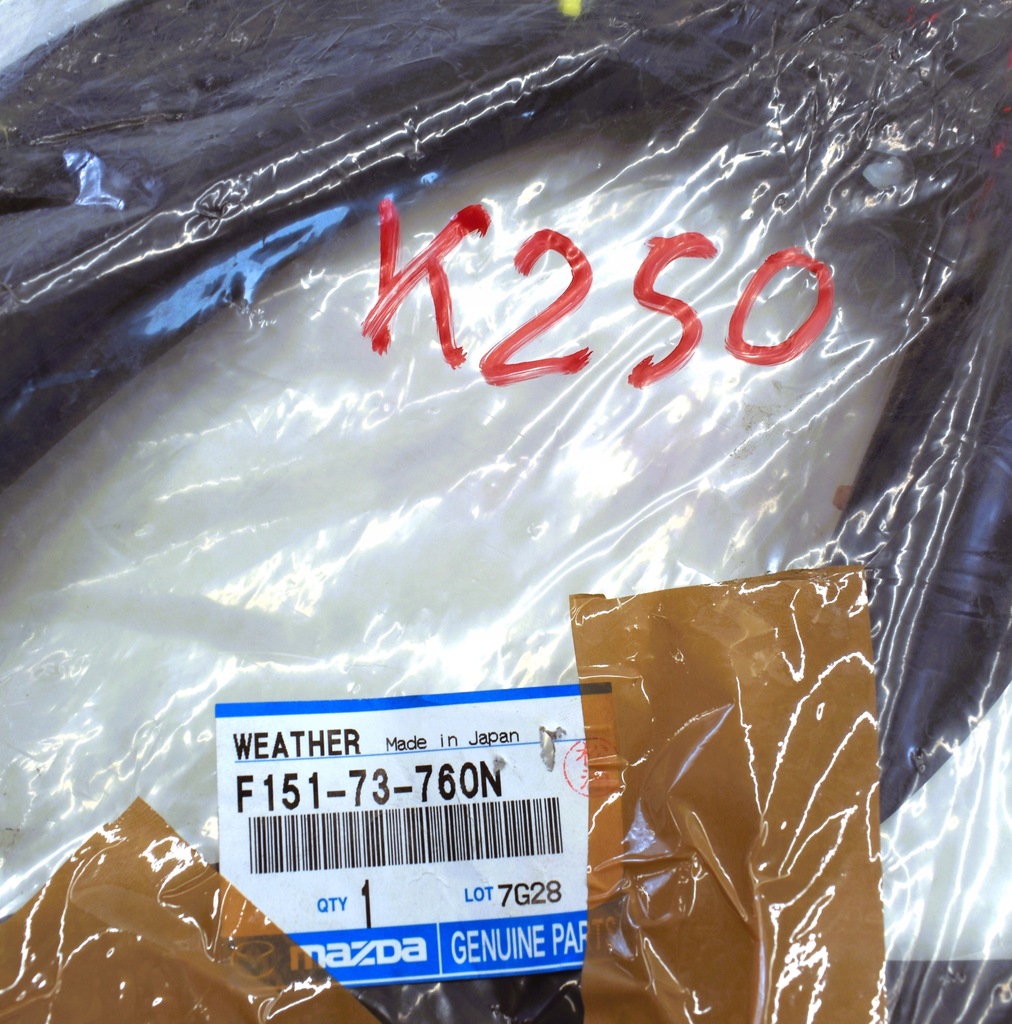 K250
WEATHER Made in Japan
F151-73-760N
QTY 1 LOT 7G28
mazda GENUINE PARTS